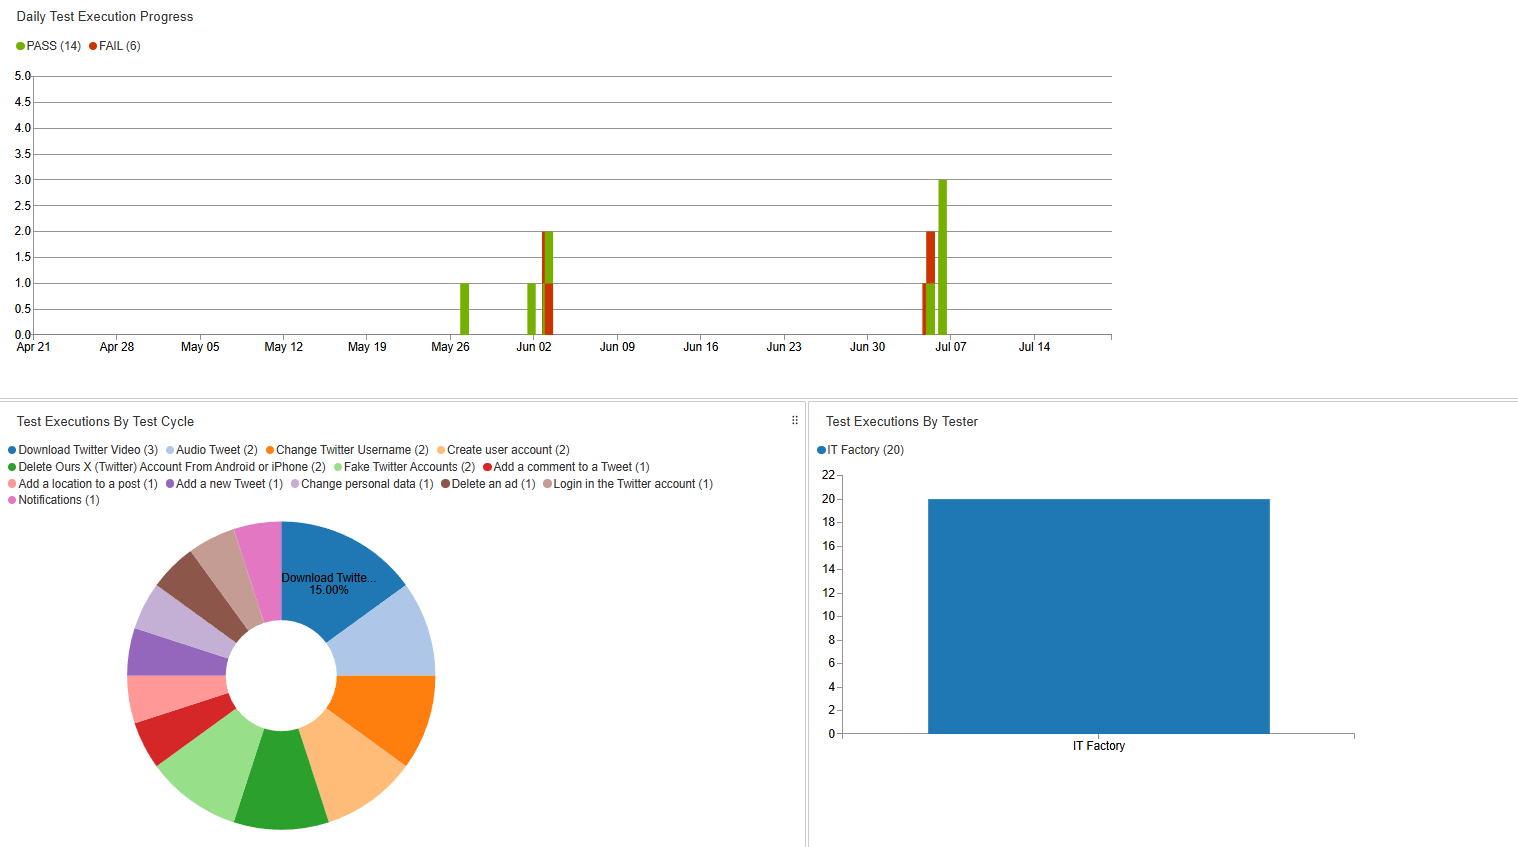 Daily Test Execution Progress
PASS (14) FAIL (6)
5.0
4.5
4.0
3.5
3.0
2.5
2.0
1.5
1.0
0.5
0.0
Apr 21 Apr 28 May 05 May 12 May 19 May 26 Jun 02 Jun 09 Jun 16 Jun 23 Jun 30 Jul 07 Jul 14
Test Executions By Test Cycle
Download Twitter Video (3) Audio Tweet (2) Change Twitter Username (2) Create user account (2)
Delete Ours X (Twitter) Account From Android or iPhone (2) Fake Twitter Accounts (2) Add a comment to a Tweet (1)
Add a location to a post (1) Add a new Tweet (1) Change personal data (1) Delete an ad (1) Login in the Twitter account (1)
Notifications (1)
Download Twitte...
15.00%
Test Executions By Tester
IT Factory (20)
22
20
18
16
14
12
10
8
6
4
2
0
IT Factory